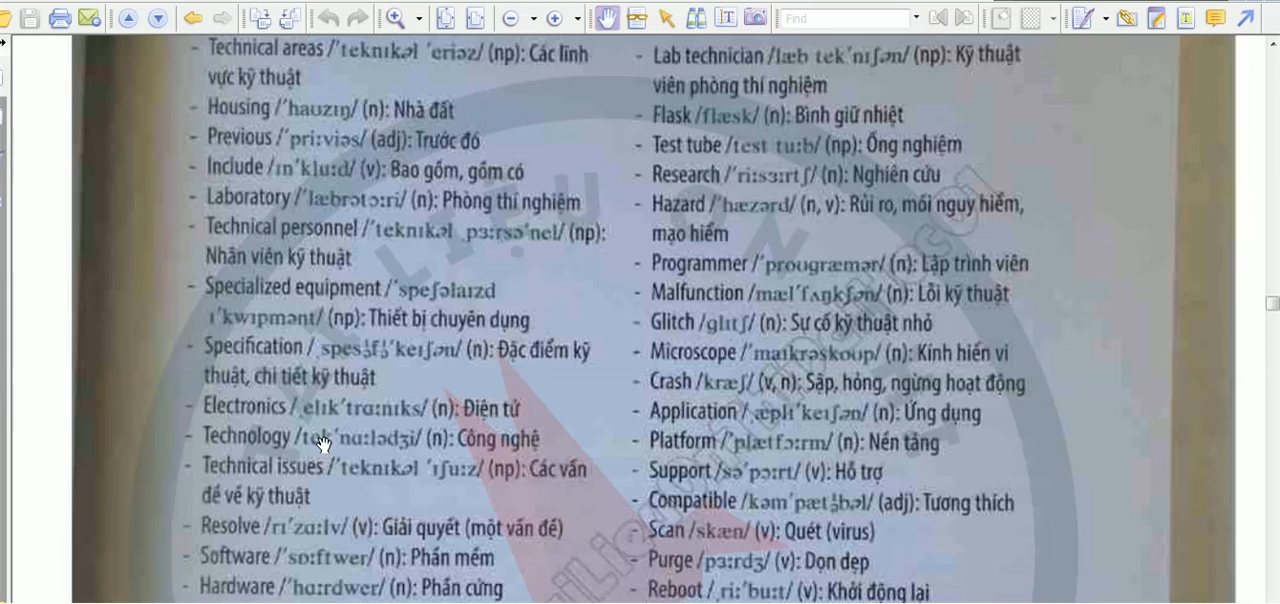 Find
- Technical areas /ˈteknɪkəl ˈeriəz/ (np): Các lĩnh
vực kỹ thuật
- Housing /ˈhaʊzɪŋ/ (n): Nhà đất
- Previous /ˈpriːviəs/ (adj): Trước đó
- Include /ɪnˈkluːd/ (v): Bao gồm, gồm có
- Laboratory /ˈlæbrətɔːri/ (n): Phòng thí nghiệm
- Technical personnel /ˈteknɪkəl ˌpɜːrsəˈnel/ (np):
Nhân viên kỹ thuật
- Specialized equipment /ˈspeʃəlaɪzd
ɪˈkwɪpmənt/ (np): Thiết bị chuyên dụng
- Specification /ˌspesɪfɪˈkeɪʃən/ (n): Đặc điểm kỹ
thuật, chi tiết kỹ thuật
- Electronics /ˌelɪkˈtrɑːnɪks/ (n): Điện tử
- Technology /tekˈnɑːlədʒi/ (n): Công nghệ
- Technical issues /ˈteknɪkəl ˈɪʃuːz/ (np): Các vấn
đề về kỹ thuật
- Resolve /rɪˈzɑːlv/ (v): Giải quyết (một vấn đề)
- Software /ˈsɒːftwer/ (n): Phần mềm
- Hardware /ˈhɑːrdwer/ (n): Phần cứng
- Lab technician /læb tekˈnɪʃən/ (np): Kỹ thuật
viên phòng thí nghiệm
- Flask /flæsk/ (n): Bình giữ nhiệt
- Test tube /test tuːb/ (np): Ống nghiệm
- Research /ˈriːsɜːrtʃ/ (n): Nghiên cứu
- Hazard /ˈhæzərd/ (n, v): Rủi ro, mối nguy hiểm,
mạo hiểm
- Programmer /ˈproʊɡræmər/ (n): Lập trình viên
- Malfunction /mælˈfʌŋkʃən/ (n): Lỗi kỹ thuật
- Glitch /ɡlɪtʃ/ (n): Sự cố kỹ thuật nhỏ
- Microscope /ˈmaɪkrəskoʊp/ (n): Kính hiển vi
- Crash /kræʃ/ (v, n): Sập, hỏng, ngừng hoạt động
- Application /ˌæplɪˈkeɪʃən/ (n): Ứng dụng
- Platform /ˈplætfɔːrm/ (n): Nền tảng
- Support /səˈpɔːrt/ (v): Hỗ trợ
- Compatible /kəmˈpætɪbəl/ (adj): Tương thích
- Scan /skæn/ (v): Quét (virus)
- Purge /pɜːrdʒ/ (v): Dọn dẹp
- Reboot /ˌriːˈbuːt/ (v): Khởi động lại